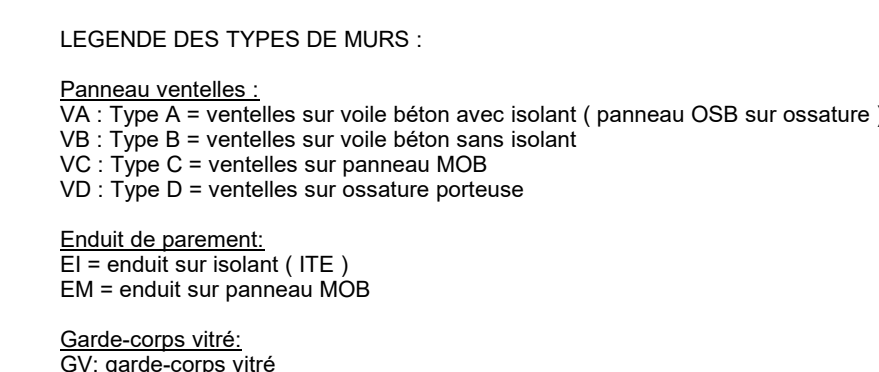 LEGENDE DES TYPES DE MURS :
Panneau ventelles :
VA : Type A = ventelles sur voile béton avec isolant ( panneau OSB sur ossature )
VB : Type B = ventelles sur voile béton sans isolant
VC : Type C = ventelles sur panneau MOB
VD : Type D = ventelles sur ossature porteuse
Enduit de parement:
EI = enduit sur isolant ( ITE )
EM = enduit sur panneau MOB
Garde-corps vitré:
GV: garde-corps vitré